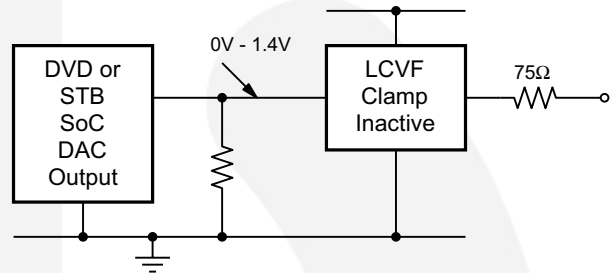 0V - 1.4V
DVD or
STB
SoC
DAC
Output
LCVF
Clamp
Inactive
75Ω